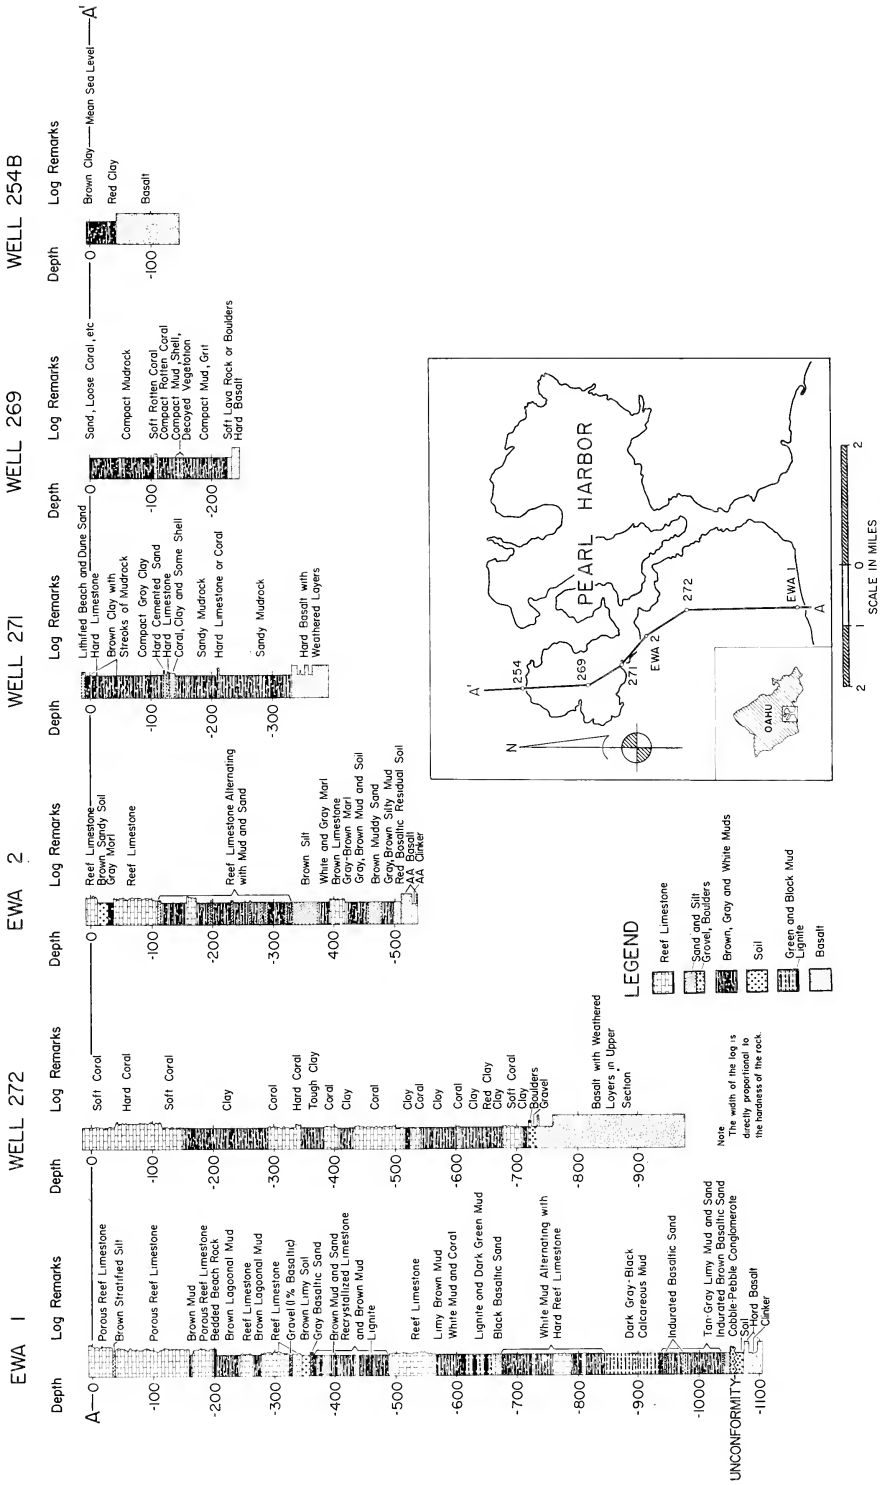 EWA 1
Depth
Log Remarks
A
0
-100
-200
-300
-400
-500
-600
-700
-800
-900
-1000
-1100
UNCONFORMITY
Porous Reef Limestone
Brown Stratified Silt
Porous Reef Limestone
Brown Mud
Porous Reef Limestone
Bedded Beach Rock
Brown Lagoonal Mud
Reef Limestone
Brown Lagoonal Mud
Reef Limestone
Gravel (1% Basaltic)
Brown Limy Soil
Gray Basaltic Sand
Brown Mud and Sand
Recrystallized Limestone
and Brown Mud
Lignite
Reef Limestone
Limy Brown Mud
White Mud and Coral
Lignite and Dark Green Mud
Black Basaltic Sand
White Mud Alternating with
Hard Reef Limestone
Dark Gray-Black
Calcareous Mud
Indurated Basaltic Sand
Tan-Gray Limy Mud and Sand
Indurated Brown Basaltic Sand
Cobble-Pebble Conglomerate
Soil
Hard Basalt
Clinker
WELL 272
Depth
Log Remarks
0
-100
-200
-300
-400
-500
-600
-700
-800
-900
Soft Coral
Hard Coral
Soft Coral
Clay
Coral
Hard Coral
Tough Clay
Coral
Clay
Coral
Clay
Coral
Clay
Coral
Clay
Red Clay
Clay
Soft Coral
Clay
Boulders
Gravel
Basalt with Weathered
Layers in Upper
Section
EWA 2
Depth
Log Remarks
0
-100
-200
-300
-400
-500
Reef Limestone
Brown Sandy Soil
Gray Marl
Reef Limestone
Reef Limestone Alternating
with Mud and Sand
Brown Silt
White and Gray Marl
Brown Limestone
Gray-Brown Marl
Gray, Brown Mud and Soil
Brown Muddy Sand
Gray, Brown Silty Mud
Red Basaltic Residual Soil
AA Basalt
AA Clinker
WELL 271
Depth
Log Remarks
0
-100
-200
-300
Lithified Beach and Dune Sand
Hard Limestone
Brown Clay with
Streaks of Mudrock
Compact Gray Clay
Hard Cemented Sand
Hard Limestone
Coral, Clay and Some Shell
Sandy Mudrock
Hard Limestone or Coral
Sandy Mudrock
Hard Basalt with
Weathered Layers
WELL 269
Depth
Log Remarks
0
-100
-200
Sand, Loose Coral, etc
Compact Mudrock
Soft Rotten Coral
Compact Rotten Coral
Compact Mud, Shell,
Decayed Vegetation
Compact Mud, Grit
Soft Lava Rock or Boulders
Hard Basalt
WELL 254B
Depth
Log Remarks
0
-100
Brown Clay
Mean Sea Level
A'
Red Clay
Basalt
LEGEND
Reef Limestone
Sand and Silt
Gravel, Boulders
Brown, Gray and White Muds
Soil
Green and Black Mud
Lignite
Basalt
Note
The width of the log is
directly proportional to
the hardness of the rock.
N
A'
254
269
271
EWA 2
272
EWA 1
A
PEARL HARBOR
OAHU
2
1
0
2
SCALE IN MILES